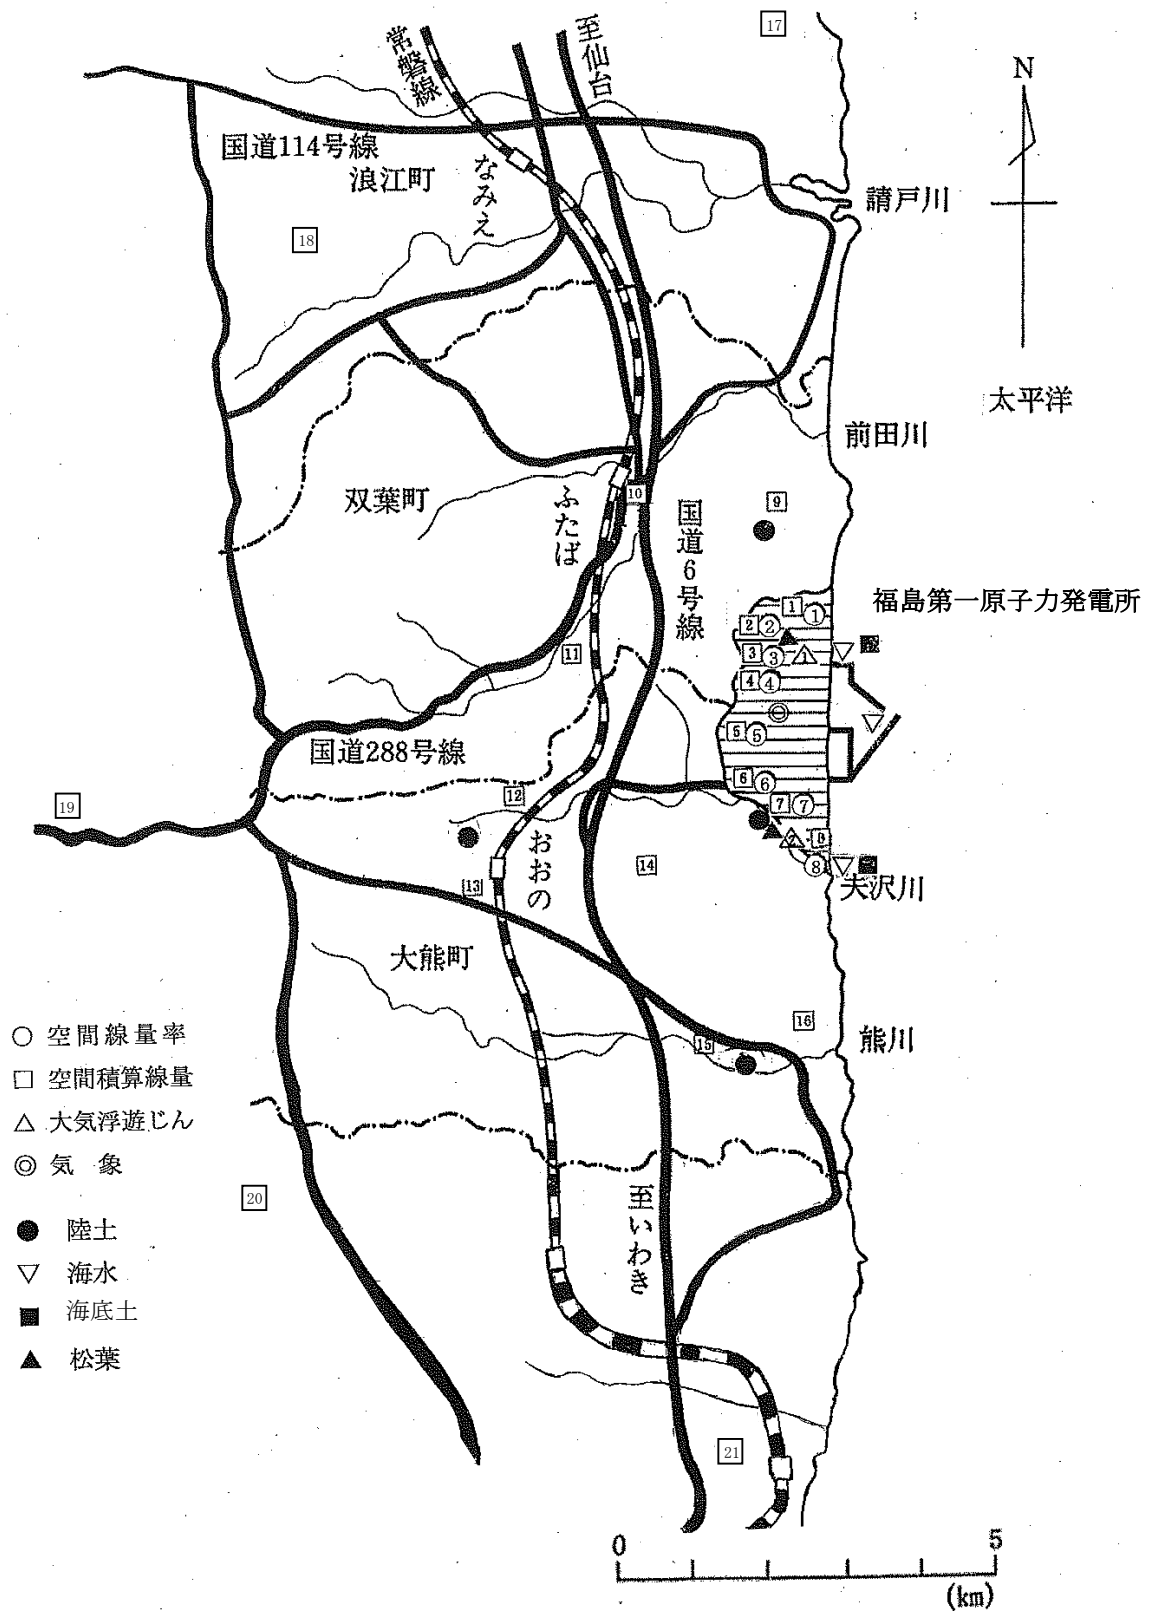 17
常磐線
至仙台
N
国道114号線
浪江町
なみえ
請戸川
18
太平洋
前田川
双葉町
ふたば
10
国道6号線
9
福島第一原子力発電所
1 ①
2 ②
3 ③ 1
4 ④
5 ⑤
6 ⑥
7 ⑦
2 8
⑧
11
国道288号線
19
12
おおの
13
14
夫沢川
大熊町
16
15
熊川
○ 空間線量率
□ 空間積算線量
△ 大気浮遊じん
◎ 気象
● 陸土
▽ 海水
■ 海底土
▲ 松葉
20
至いわき
21
0 5
(km)